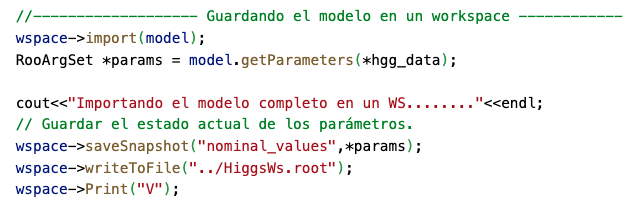 //------------------- Guardando el modelo en un workspace ------------
wspace->import(model);
RooArgSet *params = model.getParameters(*hgg_data);
cout<<"Importando el modelo completo en un WS........"<<endl;
// Guardar el estado actual de los parámetros.
wspace->saveSnapshot("nominal_values",*params);
wspace->writeToFile("../HiggsWs.root");
wspace->Print("V");